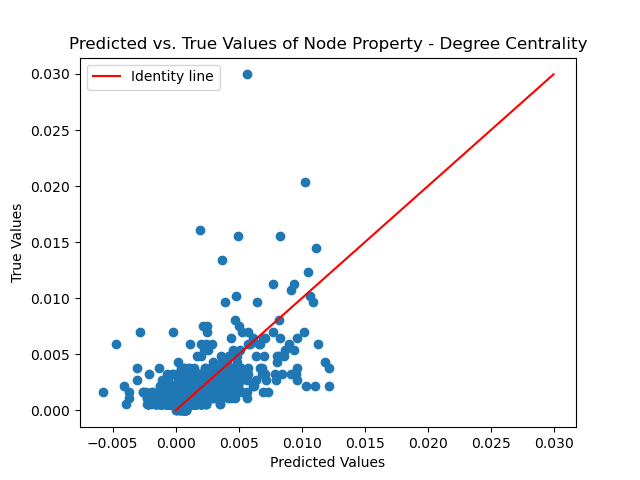 Predicted vs. True Values of Node Property - Degree Centrality
Identity line
True Values
0.030
0.025
0.020
0.015
0.010
0.005
0.000
−0.005 0.000 0.005 0.010 0.015 0.020 0.025 0.030
Predicted Values